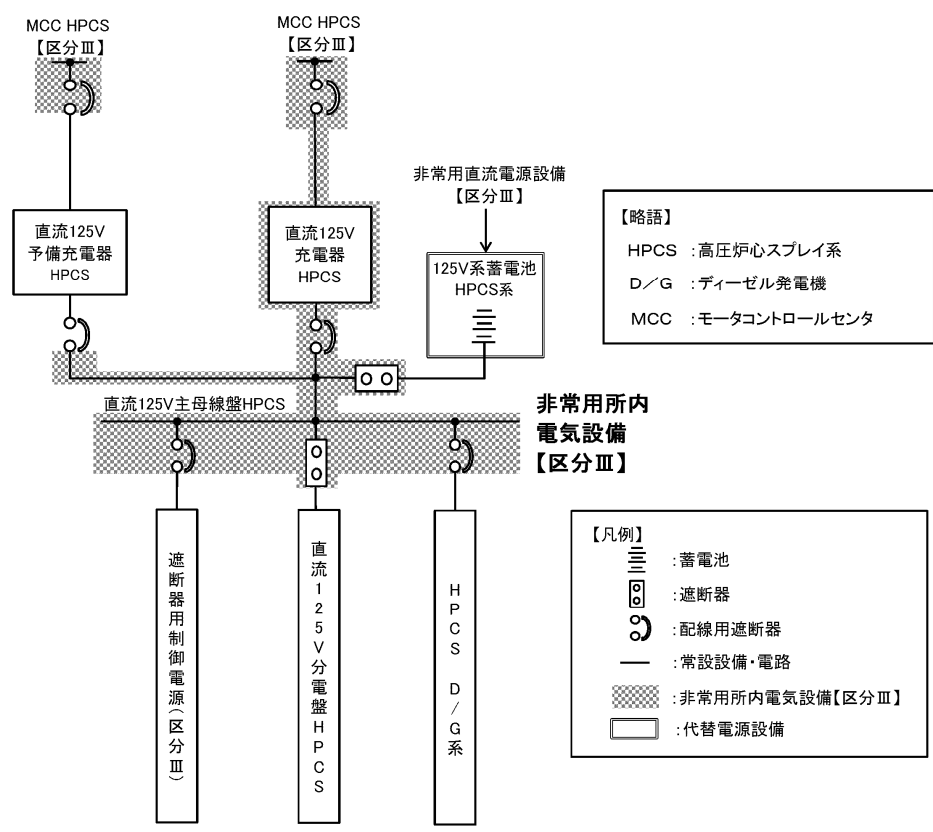 MCC HPCS
【区分Ⅲ】
MCC HPCS
【区分Ⅲ】
非常用直流電源設備
【区分Ⅲ】
直流125V
予備充電器
HPCS
直流125V
充電器
HPCS
125V系蓄電池
HPCS系
【略語】
HPCS :高圧炉心スプレイ系
D/G :ディーゼル発電機
MCC :モータコントロールセンタ
直流125V主母線盤HPCS
非常用所内
電気設備
【区分Ⅲ】
遮断器用制御電源(区分Ⅲ)
直流125V分電盤HPCS
HPCS D/G系
【凡例】
:蓄電池
:遮断器
:配線用遮断器
:常設設備・電路
:非常用所内電気設備【区分Ⅲ】
:代替電源設備